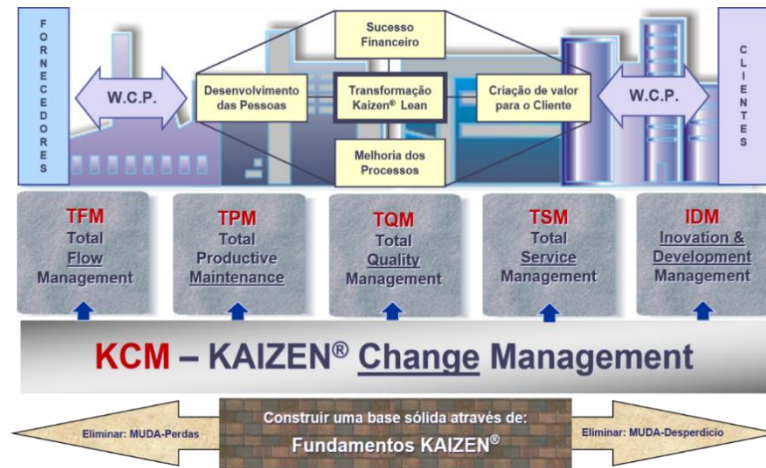 FORNECEDORES
W.C.P.
Sucesso
Financeiro
Desenvolvimento
das Pessoas
Transformação
Kaizen® Lean
Criação de valor
para o Cliente
Melhoria dos
Processos
W.C.P.
CLIENTES
TFM
Total
Flow
Management
TPM
Total
Productive
Maintenance
TQM
Total
Quality
Management
TSM
Total
Service
Management
IDM
Inovation &
Development
Management
KCM – KAIZEN® Change Management
Eliminar: MUDA-Perdas
Construir uma base sólida através de:
Fundamentos KAIZEN®
Eliminar: MUDA-Desperdício